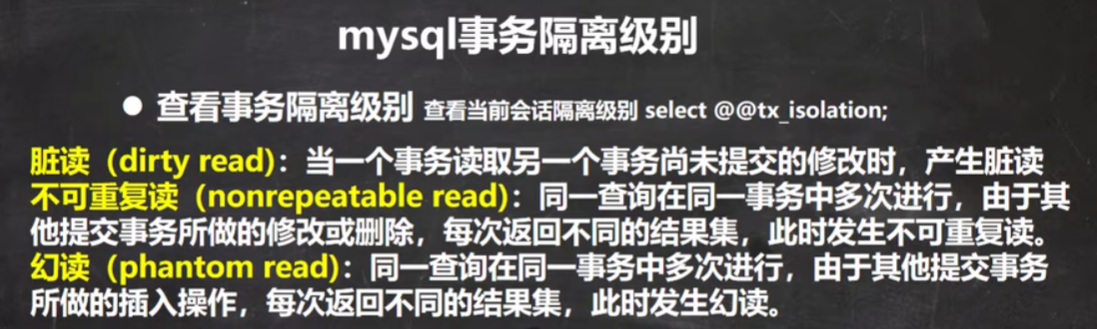 mysql事务隔离级别
● 查看事务隔离级别 查看当前会话隔离级别 select @@tx_isolation;
脏读（dirty read)：当一个事务读取另一个事务尚未提交的修改时，产生脏读
不可重复读（nonrepeatable read)：同一查询在同一事务中多次进行，由于其
他提交事务所做的修改或删除，每次返回不同的结果集，此时发生不可重复读。
幻读（phantom read)：同一查询在同一事务中多次进行，由于其他提交事务
所做的插入操作，每次返回不同的结果集，此时发生幻读。